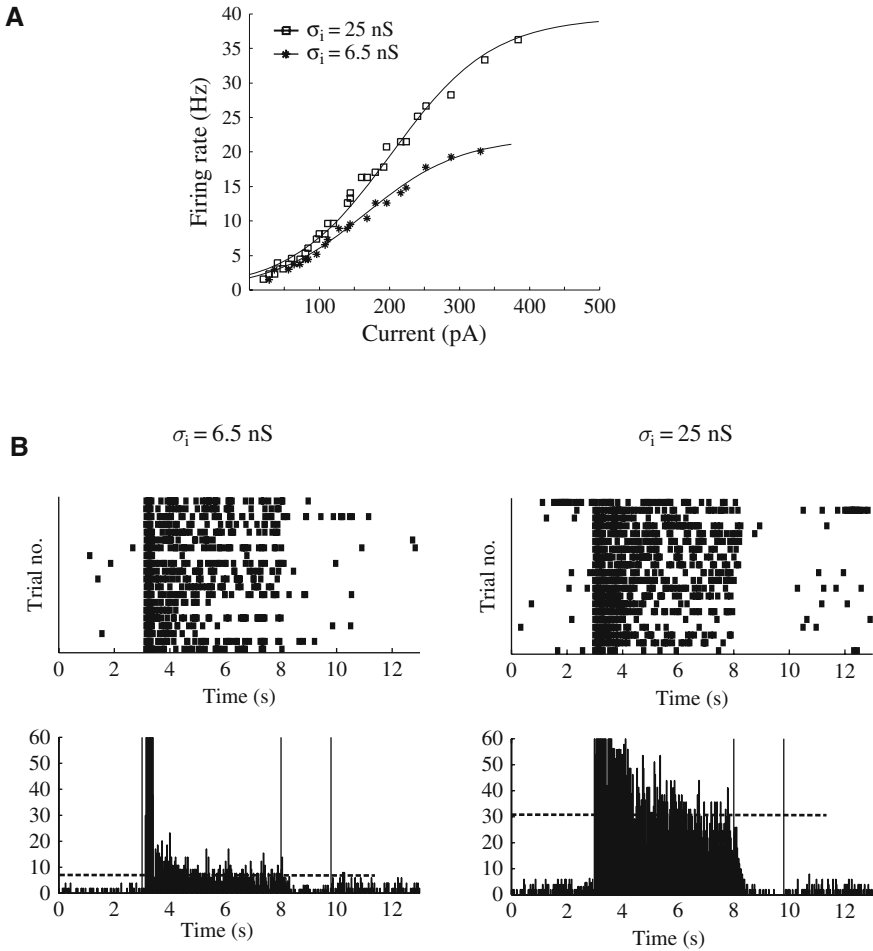 A
40
35
30
25
20
15
10
5
0
Firing rate (Hz)
σi = 25 nS
σi = 6.5 nS
100 200 300 400 500
Current (pA)
B
σi = 6.5 nS
σi = 25 nS
Trial no.
0 2 4 6 8 10 12
Time (s)
Trial no.
0 2 4 6 8 10 12
Time (s)
60
50
40
30
20
10
0
0 2 4 6 8 10 12
Time (s)
60
50
40
30
20
10
0
0 2 4 6 8 10 12
Time (s)